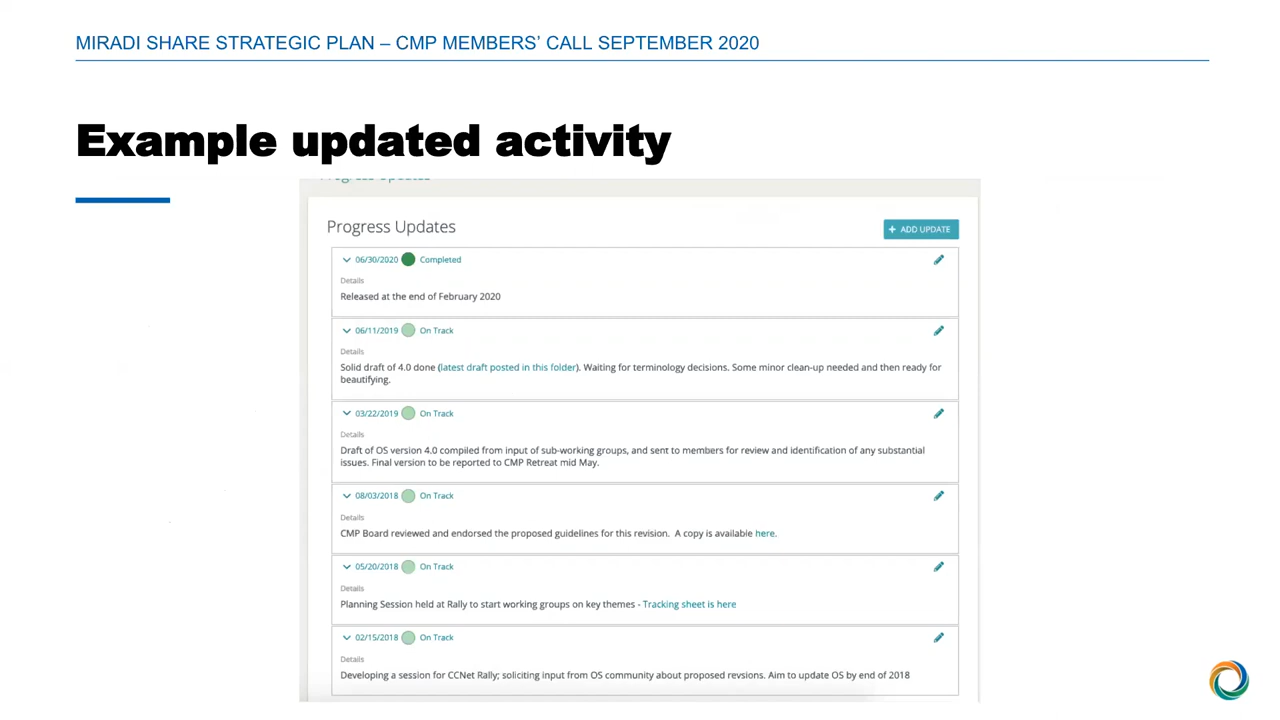 MIRADI SHARE STRATEGIC PLAN – CMP MEMBERS' CALL SEPTEMBER 2020
Example updated activity
Progress Updates
Progress Updates
+ ADD UPDATE
06/30/2020 Completed
Details
Released at the end of February 2020
06/11/2019 On Track
Details
Solid draft of 4.0 done (latest draft posted in this folder). Waiting for terminology decisions. Some minor clean-up needed and then ready for
beautifying.
03/22/2019 On Track
Details
Draft of OS version 4.0 compiled from input of sub-working groups, and sent to members for review and identification of any substantial
issues. Final version to be reported to CMP Retreat mid May.
08/03/2018 On Track
Details
CMP Board reviewed and endorsed the proposed guidelines for this revision. A copy is available here.
05/20/2018 On Track
Details
Planning Session held at Rally to start working groups on key themes - Tracking sheet is here
02/15/2018 On Track
Details
Developing a session for CCNet Rally; soliciting input from OS community about proposed revsions. Aim to update OS by end of 2018